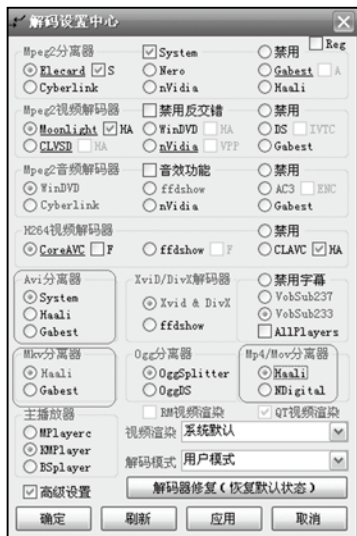 解码设置中心
Mpeg2分离器 System 禁用 Reg
Elecard S Nero Gabest A
Cyberlink nVidia Haali
Mpeg2视频解码器 禁用反交错 禁用
Moonlight HA WinDVD HA DS IVTC
CLVSD HA nVidia VPP Gabest
Mpeg2音频解码器 音效功能 禁用
WinDVD ffdshow AC3 ENC
Cyberlink nVidia Gabest
H264视频解码器 禁用
CoreAVC F ffdshow F CLAVC HA
Avi分离器 XviD/DivX解码器 禁用字幕
System Xvid & DivX VobSub237
Haali ffdshow VobSub233
Gabest AllPlayers
Mkv分离器 Ogg分离器 Mp4/Mov分离器
Haali OggSplitter Haali
Gabest OggDS NDigital
主播放器 RM视频渲染 QT视频渲染
MPlayerc 视频渲染 系统默认
KMPlayer 解码模式 用户模式
BSplayer
高级设置 解码器修复(恢复默认状态)
确定 刷新 应用 取消